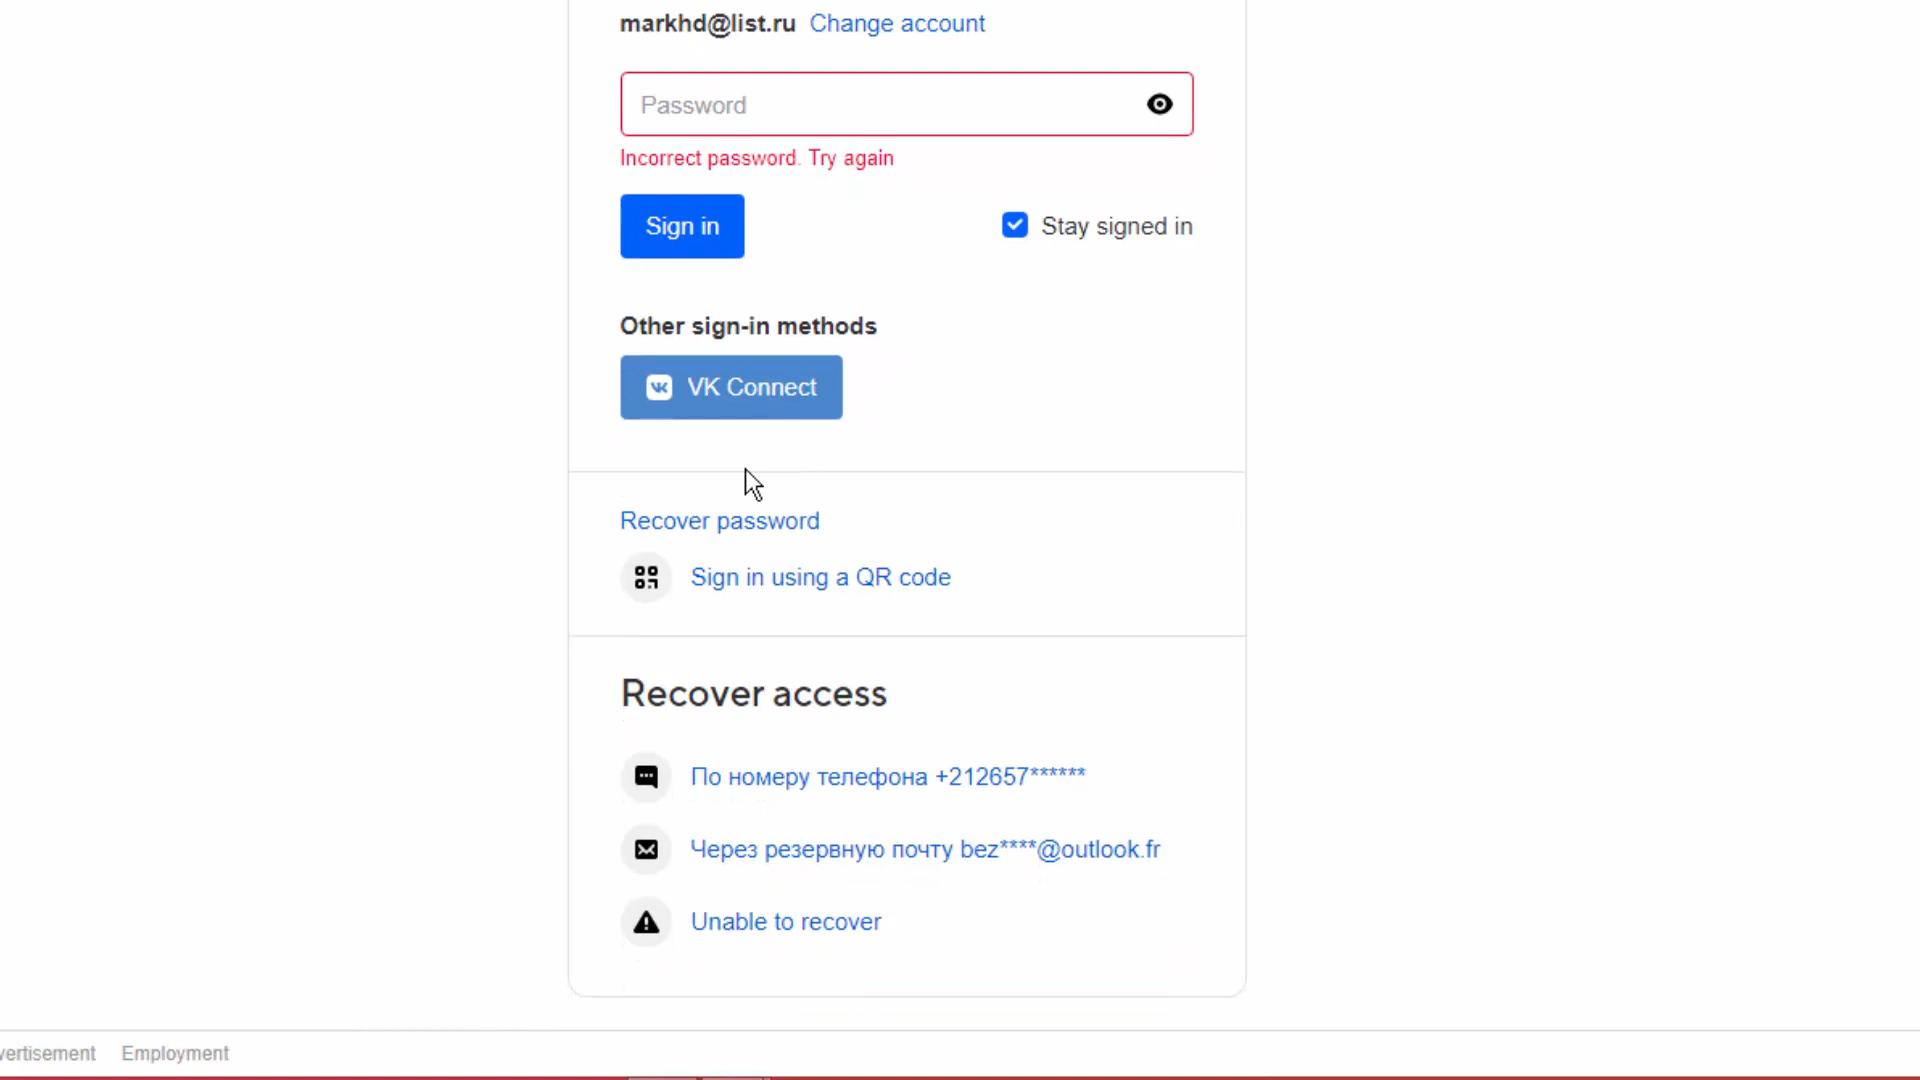 markhd@list.ru Change account
Password
Incorrect password. Try again
Sign in
Stay signed in
Other sign-in methods
VK Connect
Recover password
Sign in using a QR code
Recover access
По номеру телефона +212657******
Через резервную почту bez****@outlook.fr
Unable to recover
vertisement Employment